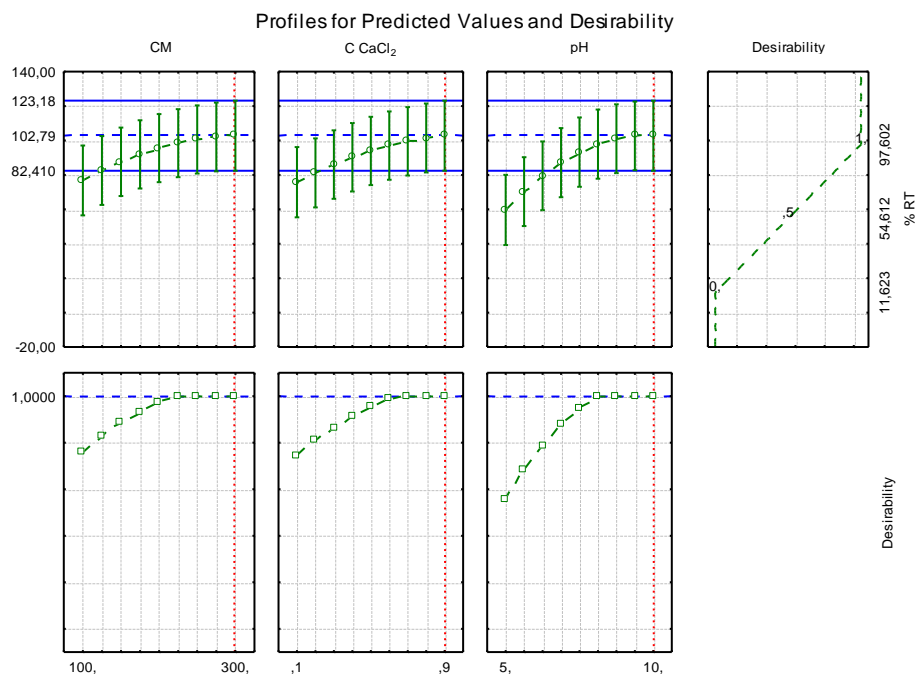 Profiles for Predicted Values and Desirability
CM
C CaCl₂
pH
Desirability
140,00
123,18
102,79
82,410
-20,00
1,
,5
0,
97,602
54,612
11,623
% RT
1,0000
Desirability
100,
300,
,1
,9
5,
10,